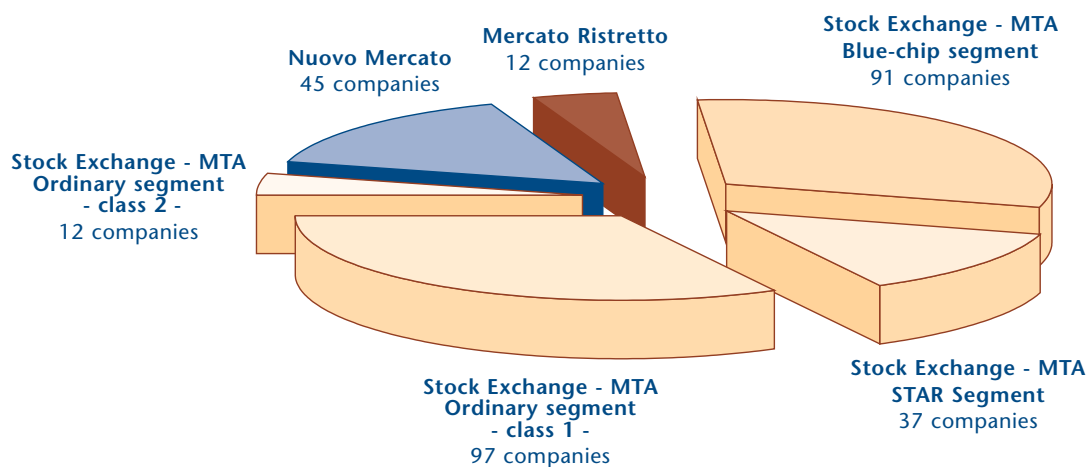 Stock Exchange - MTA
Blue-chip segment
91 companies
Mercato Ristretto
12 companies
Nuovo Mercato
45 companies
Stock Exchange - MTA
Ordinary segment
- class 2 -
12 companies
Stock Exchange - MTA
STAR Segment
37 companies
Stock Exchange - MTA
Ordinary segment
- class 1 -
97 companies